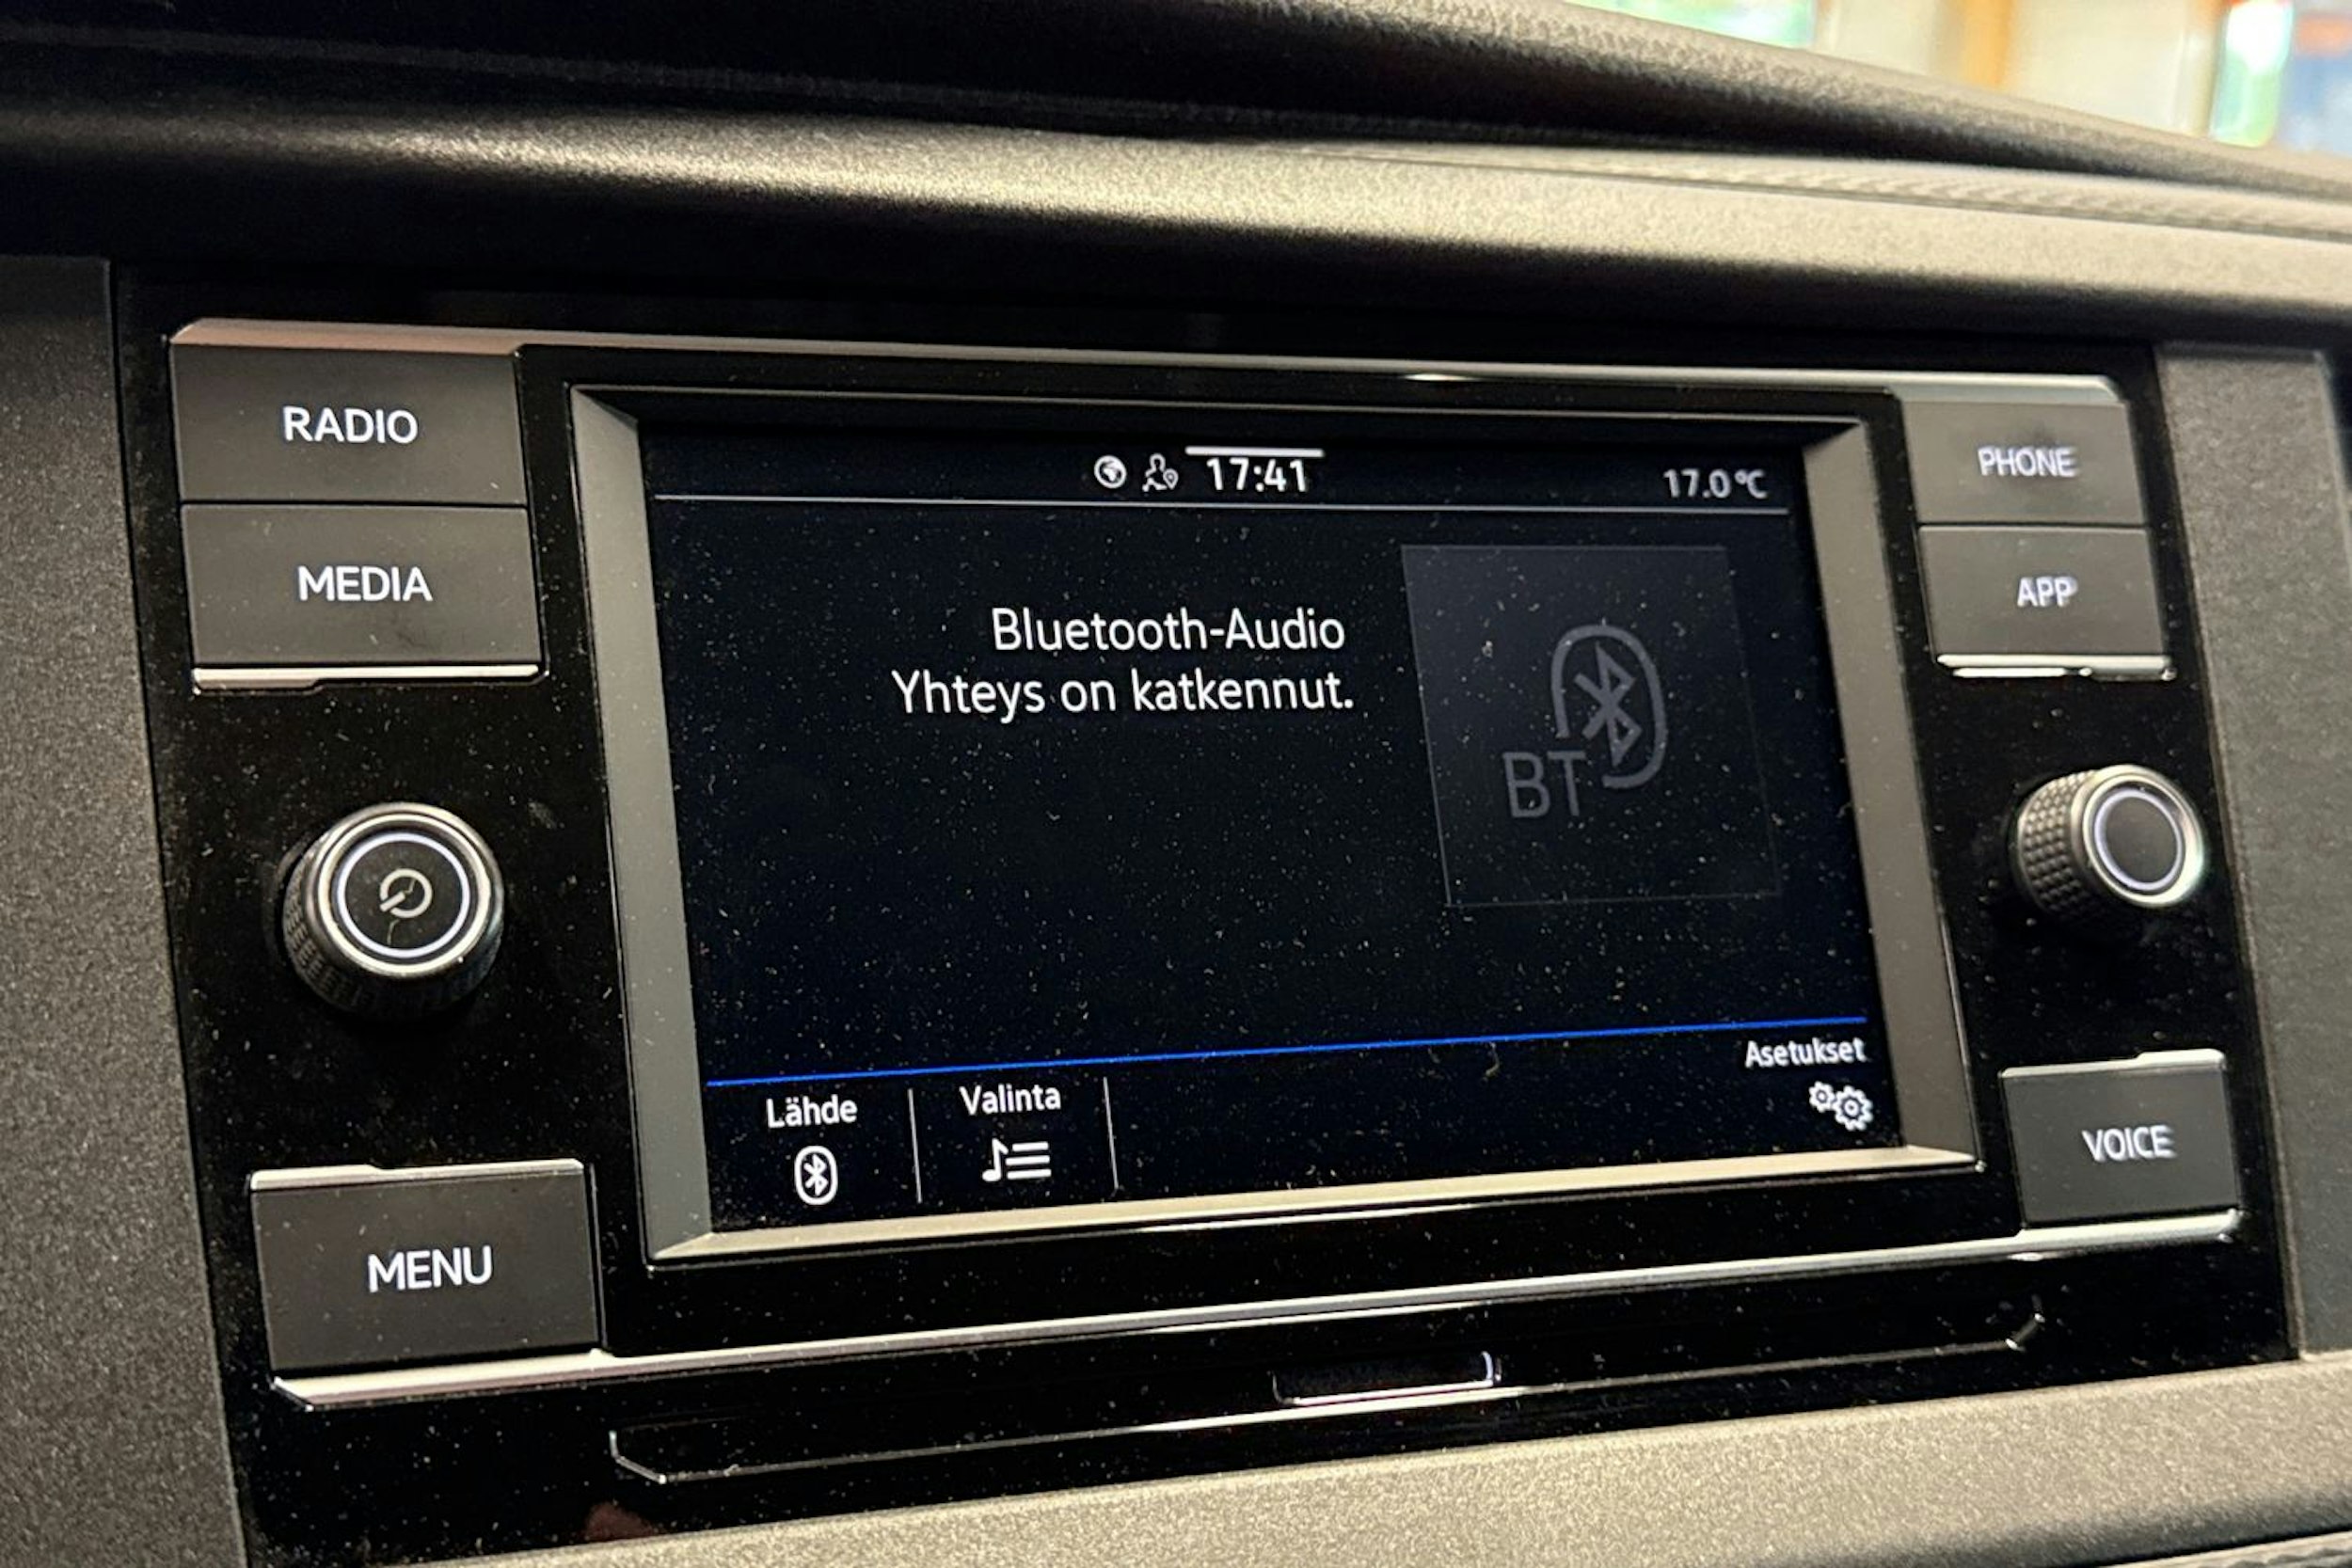 RADIO
MEDIA
MENU
17:41
17.0 °C
Bluetooth-Audio
Yhteys on katkennut.
BT
Lähde
Valinta
Asetukset
PHONE
APP
VOICE